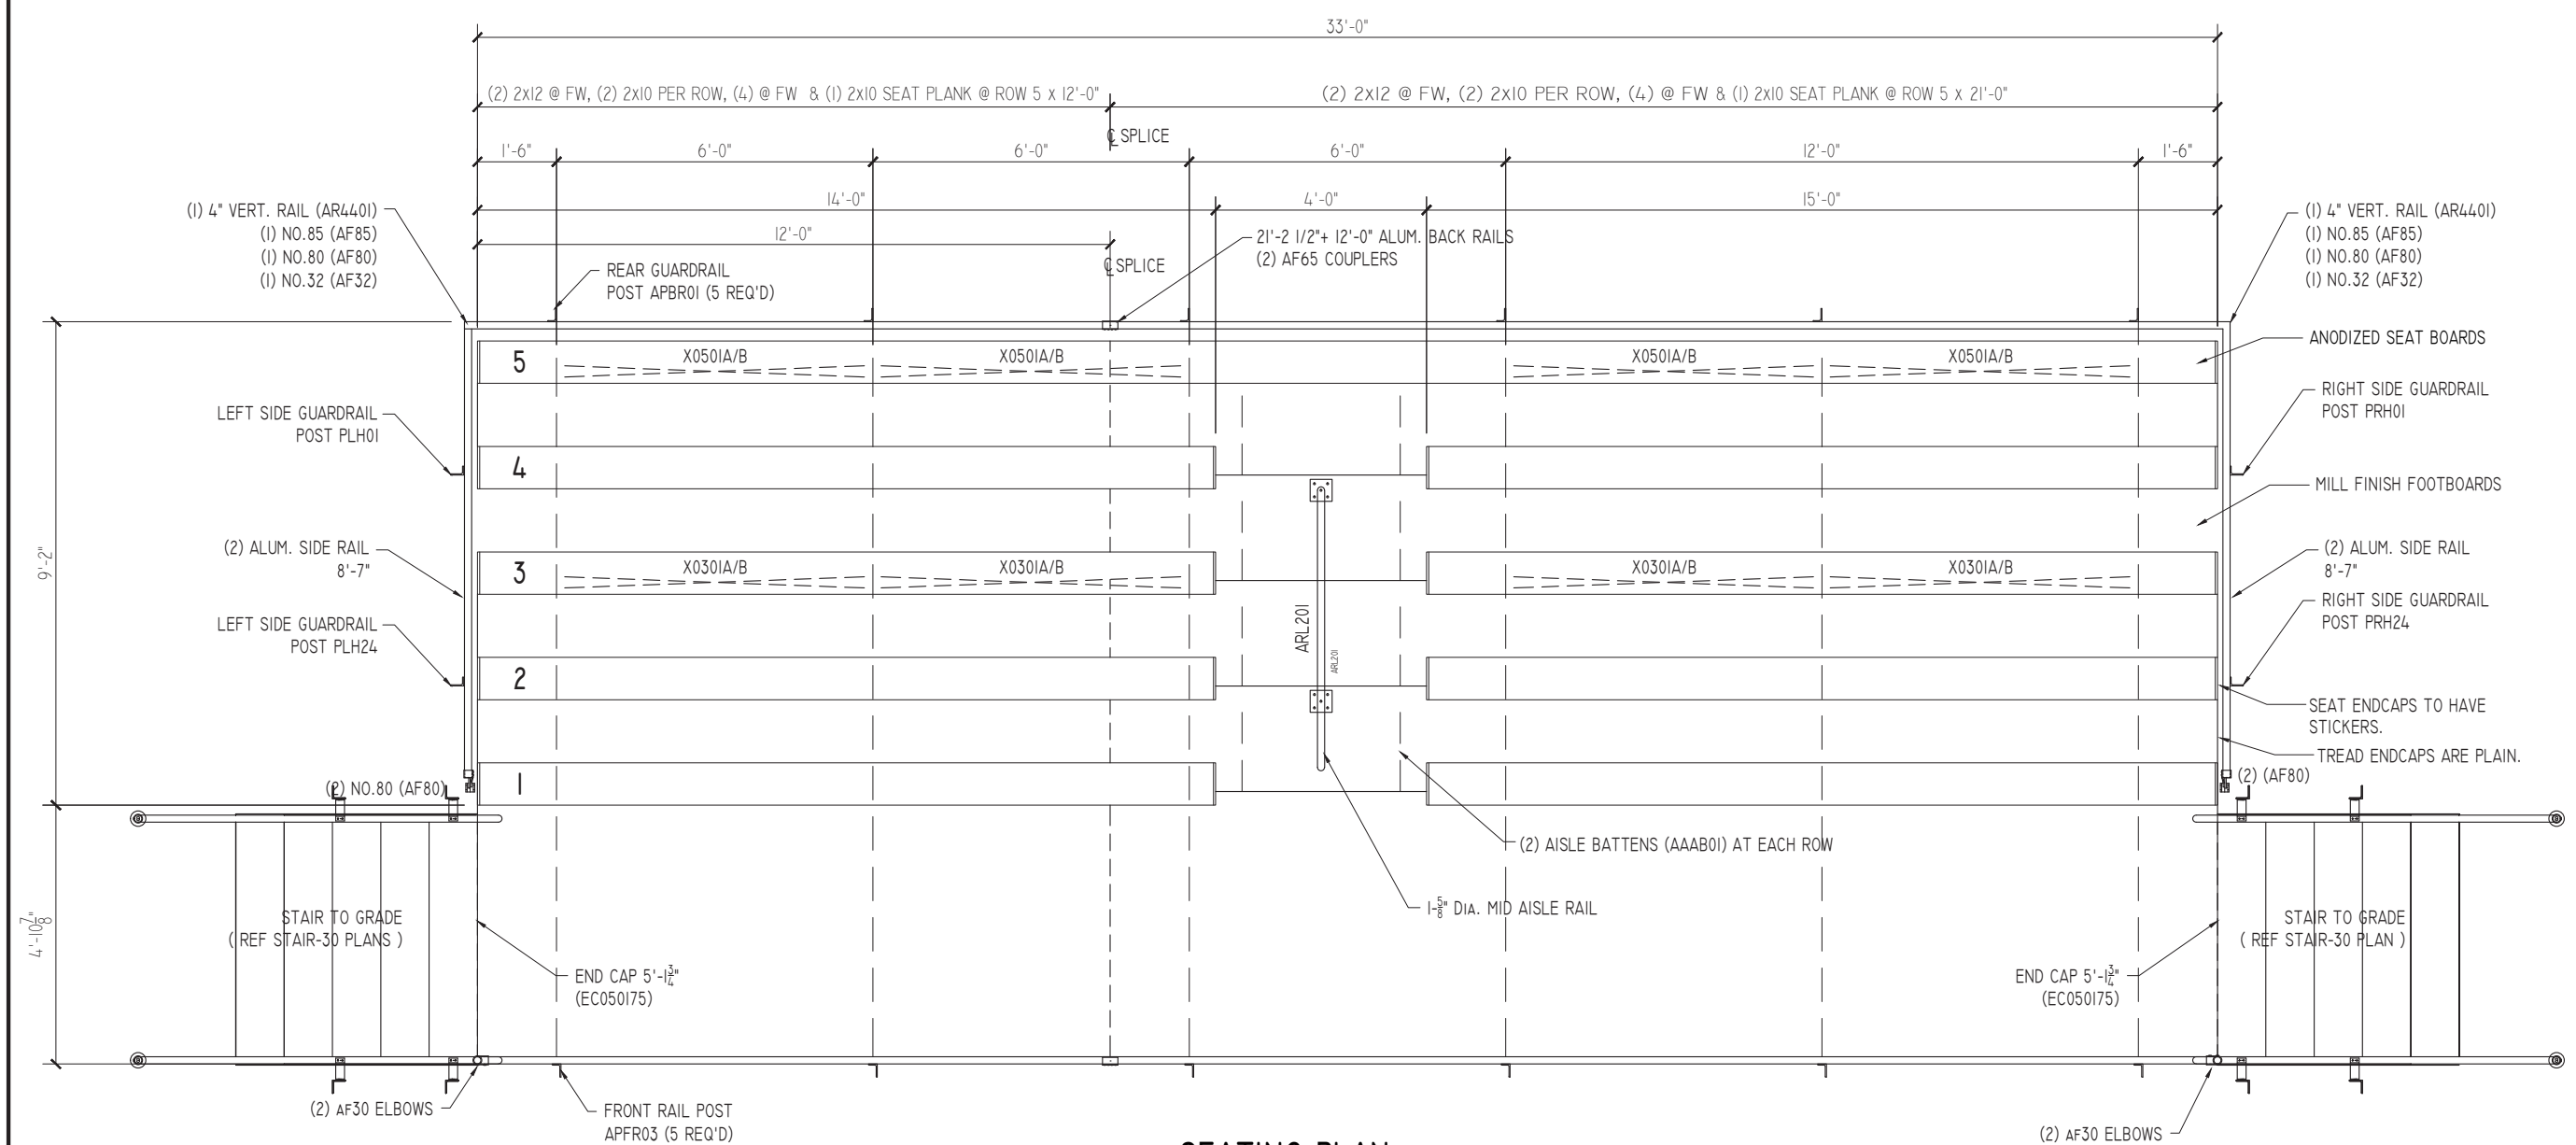 33'-0"
(2) 2x12 @ FW, (2) 2x10 PER ROW, (4) @ FW & (1) 2x10 SEAT PLANK @ ROW 5 x 12'-0"
(2) 2x12 @ FW, (2) 2x10 PER ROW, (4) @ FW & (1) 2x10 SEAT PLANK @ ROW 5 x 21'-0"
℄ SPLICE
1'-6"
6'-0"
6'-0"
6'-0"
12'-0"
1'-6"
14'-0"
4'-0"
15'-0"
12'-0"
℄ SPLICE
(1) 4" VERT. RAIL (AR4401)
(1) NO.85 (AF85)
(1) NO.80 (AF80)
(1) NO.32 (AF32)
REAR GUARDRAIL
POST APBR01 (5 REQ'D)
21'-2 1/2"+ 12'-0" ALUM. BACK RAILS
(2) AF65 COUPLERS
(1) 4" VERT. RAIL (AR4401)
(1) NO.85 (AF85)
(1) NO.80 (AF80)
(1) NO.32 (AF32)
5
X0501A/B
X0501A/B
X0501A/B
X0501A/B
ANODIZED SEAT BOARDS
LEFT SIDE GUARDRAIL
POST PLH01
RIGHT SIDE GUARDRAIL
POST PRH01
4
MILL FINISH FOOTBOARDS
9'-2"
(2) ALUM. SIDE RAIL
8'-7"
3
X0301A/B
X0301A/B
X0301A/B
X0301A/B
(2) ALUM. SIDE RAIL
8'-7"
LEFT SIDE GUARDRAIL
POST PLH24
ARL201
ARL201
RIGHT SIDE GUARDRAIL
POST PRH24
2
SEAT ENDCAPS TO HAVE
STICKERS.
TREAD ENDCAPS ARE PLAIN.
(2) NO.80 (AF80)
1
(2) (AF80)
(2) AISLE BATTENS (AAAB01) AT EACH ROW
1-5/8" DIA. MID AISLE RAIL
4'-10 7/8"
STAIR TO GRADE
( REF STAIR-30 PLANS )
STAIR TO GRADE
( REF STAIR-30 PLAN )
END CAP 5'-1 3/4"
(EC050175)
END CAP 5'-1 3/4"
(EC050175)
(2) AF30 ELBOWS
FRONT RAIL POST
APFR03 (5 REQ'D)
(2) AF30 ELBOWS
SEATING PLAN